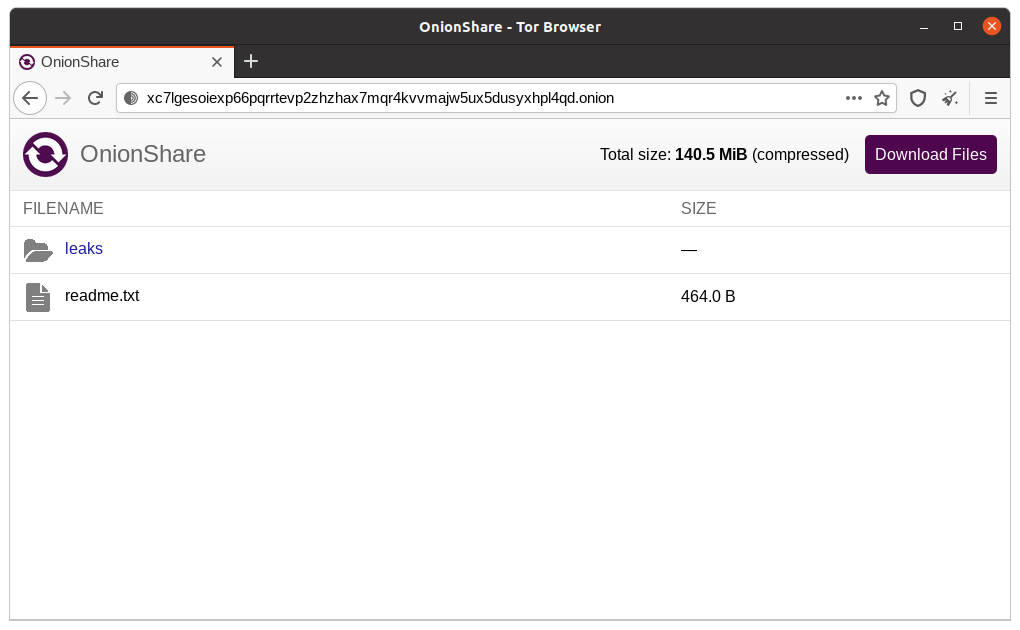 OnionShare - Tor Browser
OnionShare
xc7lgesoiexp66pqrrtevp2zhzhax7mqr4kvvmajw5ux5dusyxhpl4qd.onion
OnionShare Total size: 140.5 MiB (compressed) Download Files
FILENAME SIZE
leaks —
readme.txt 464.0 B